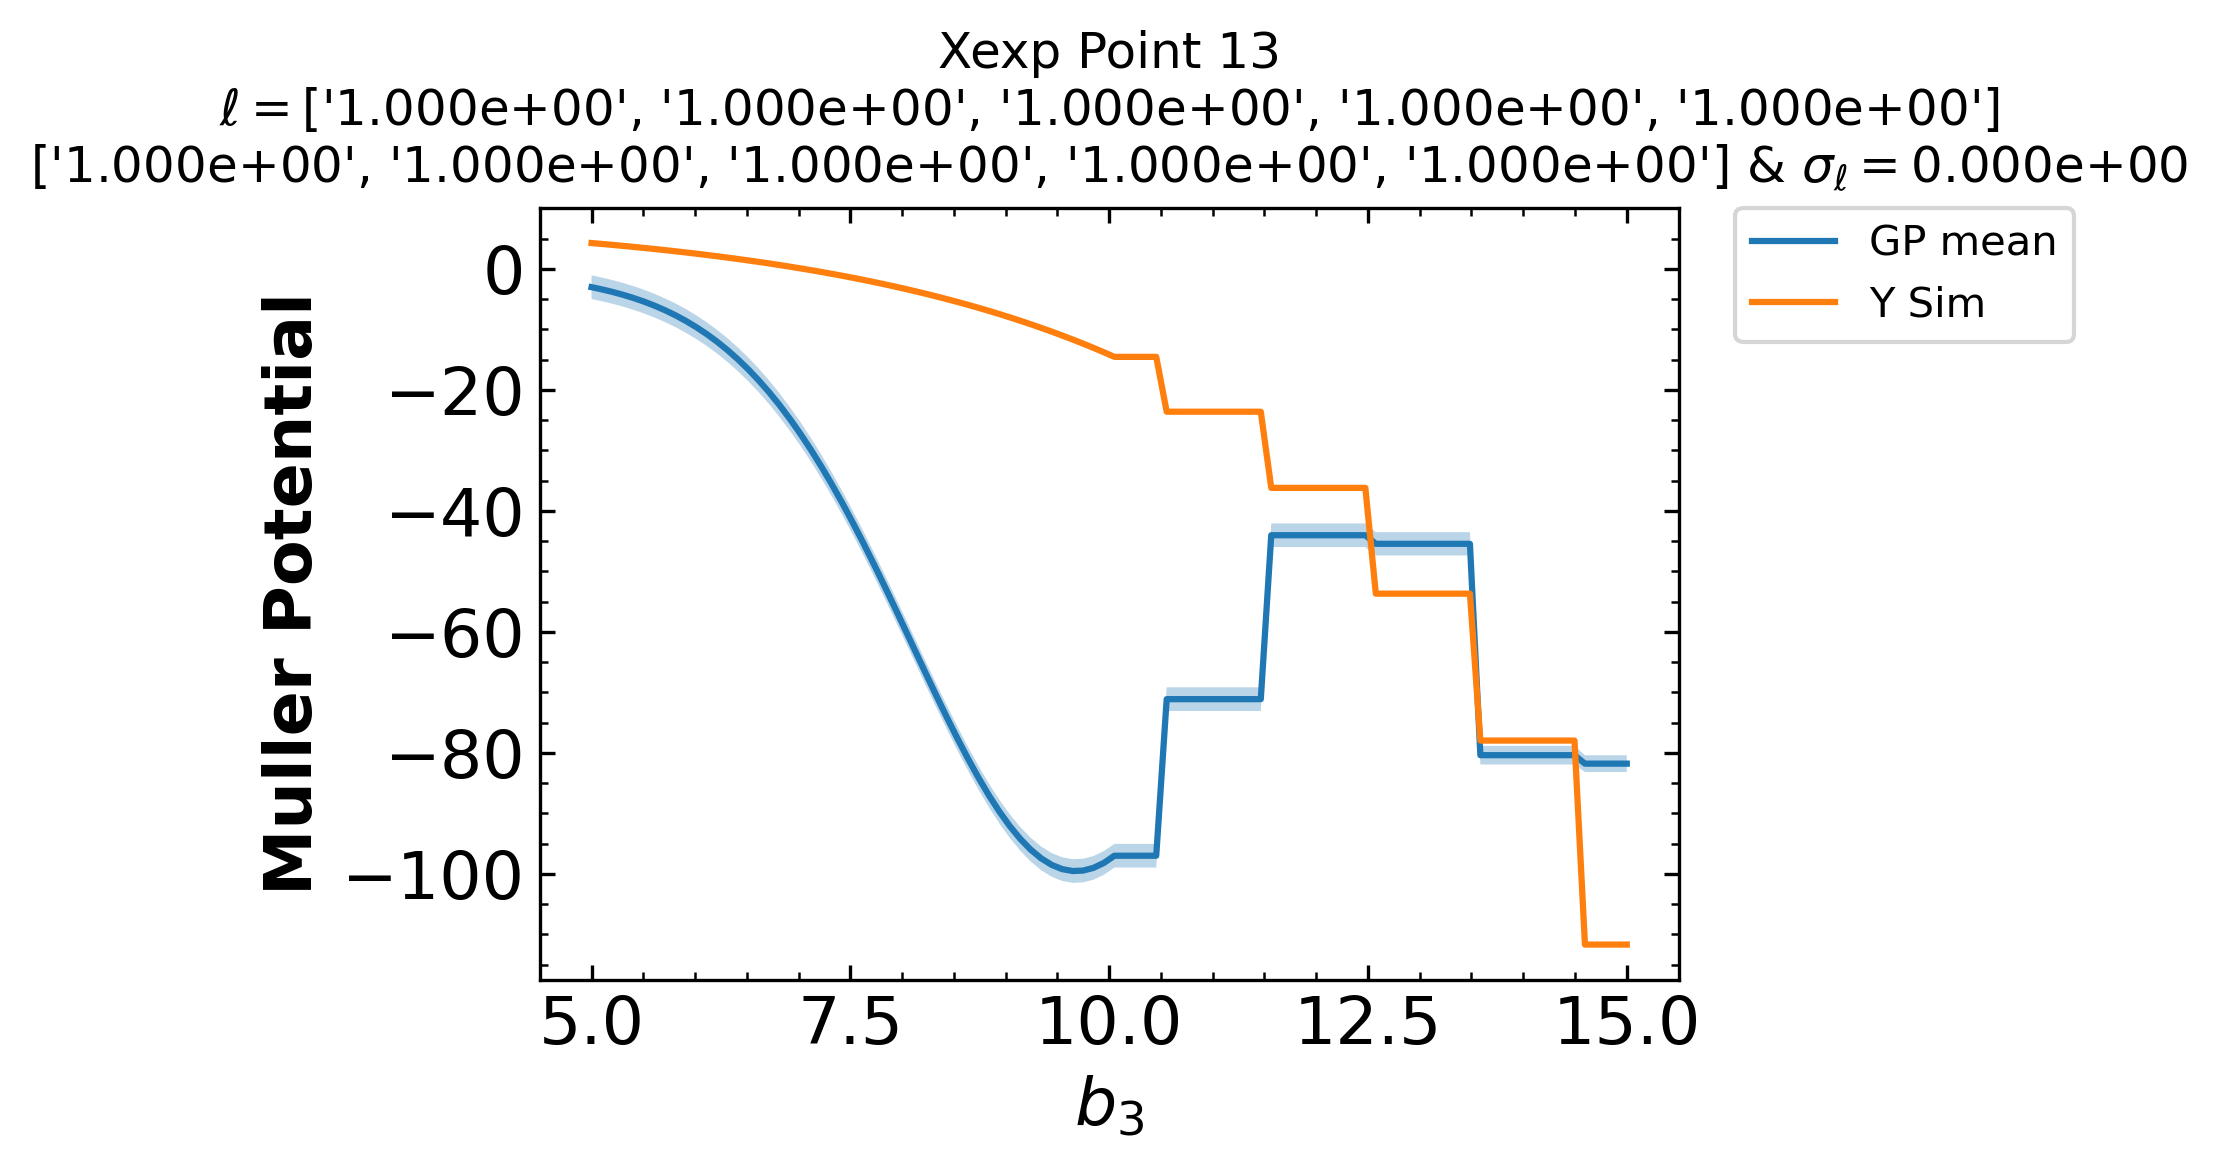 Xexp Point 13
ℓ = ['1.000e+00', '1.000e+00', '1.000e+00', '1.000e+00', '1.000e+00']
['1.000e+00', '1.000e+00', '1.000e+00', '1.000e+00', '1.000e+00'] & σℓ = 0.000e+00
GP mean
Y Sim
Muller Potential
0
−20
−40
−60
−80
−100
5.0 7.5 10.0 12.5 15.0
b3